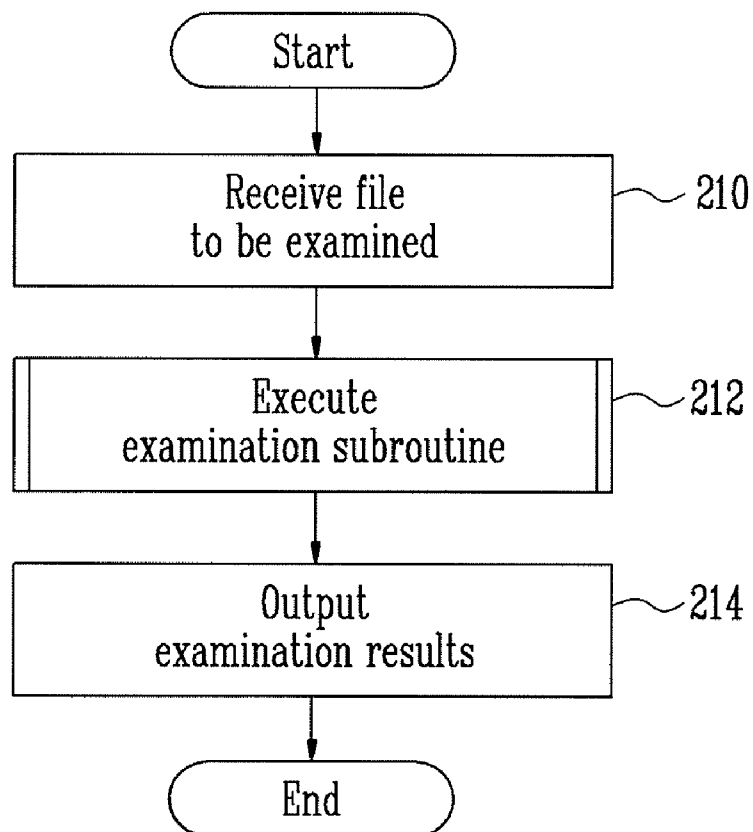 Start
Receive file
to be examined
210
Execute
examination subroutine
212
Output
examination results
214
End